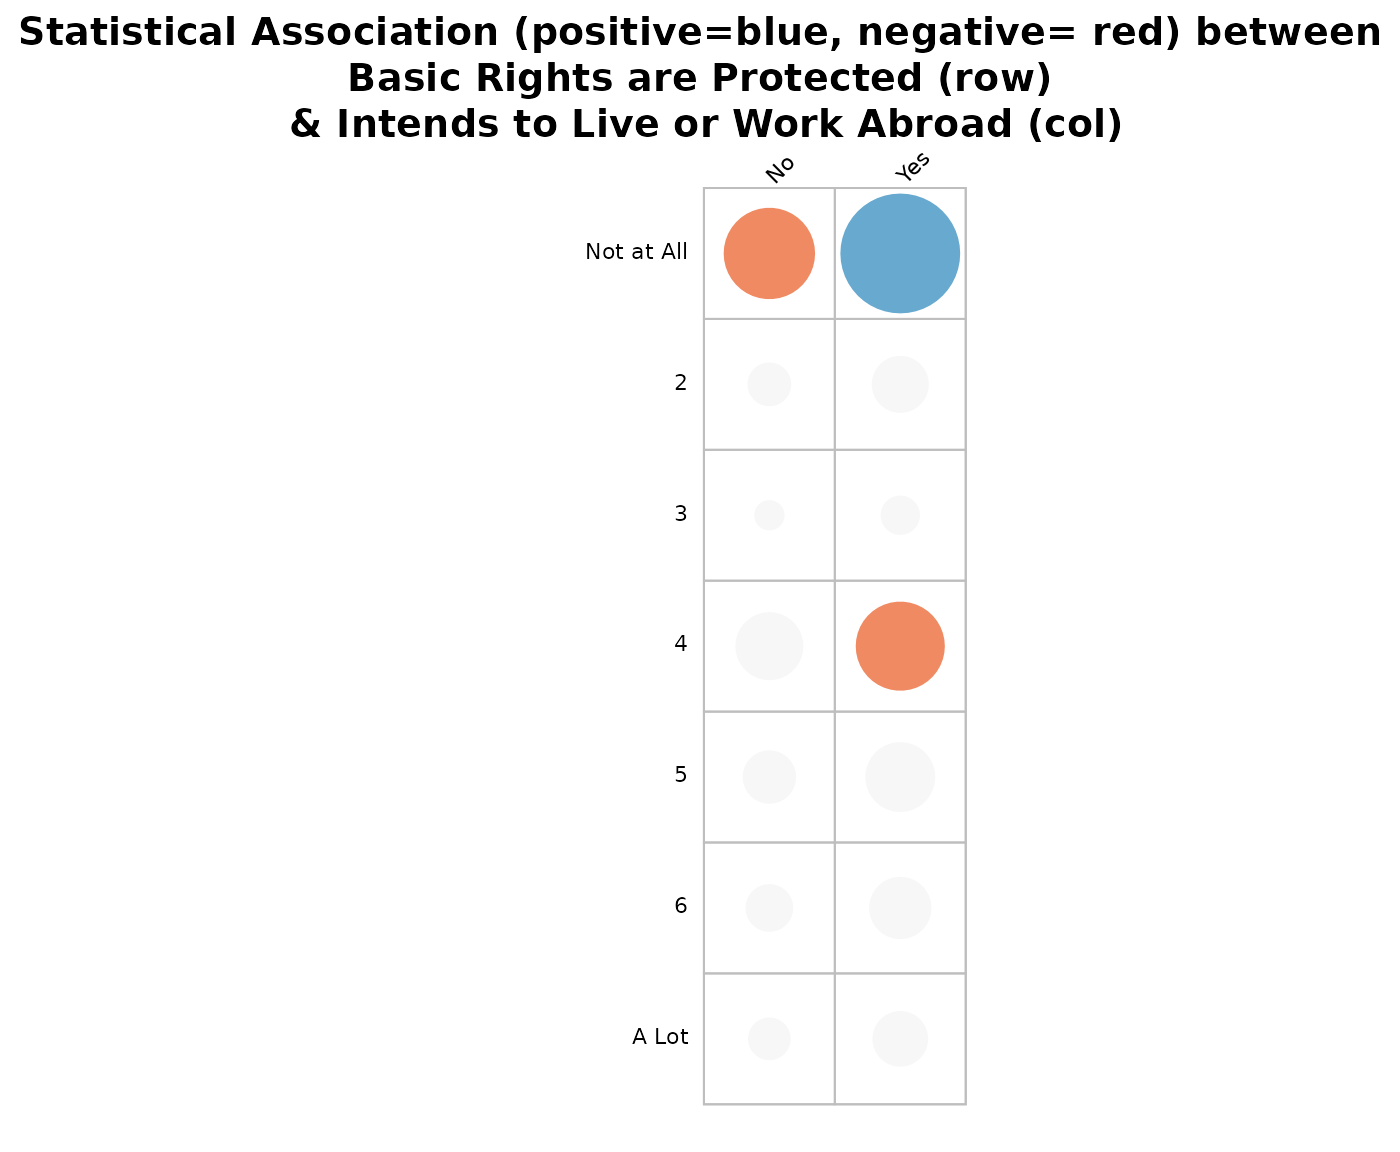 Statistical Association (positive=blue, negative= red) between
Basic Rights are Protected (row)
& Intends to Live or Work Abroad (col)
No Yes
Not at All
2
3
4
5
6
A Lot